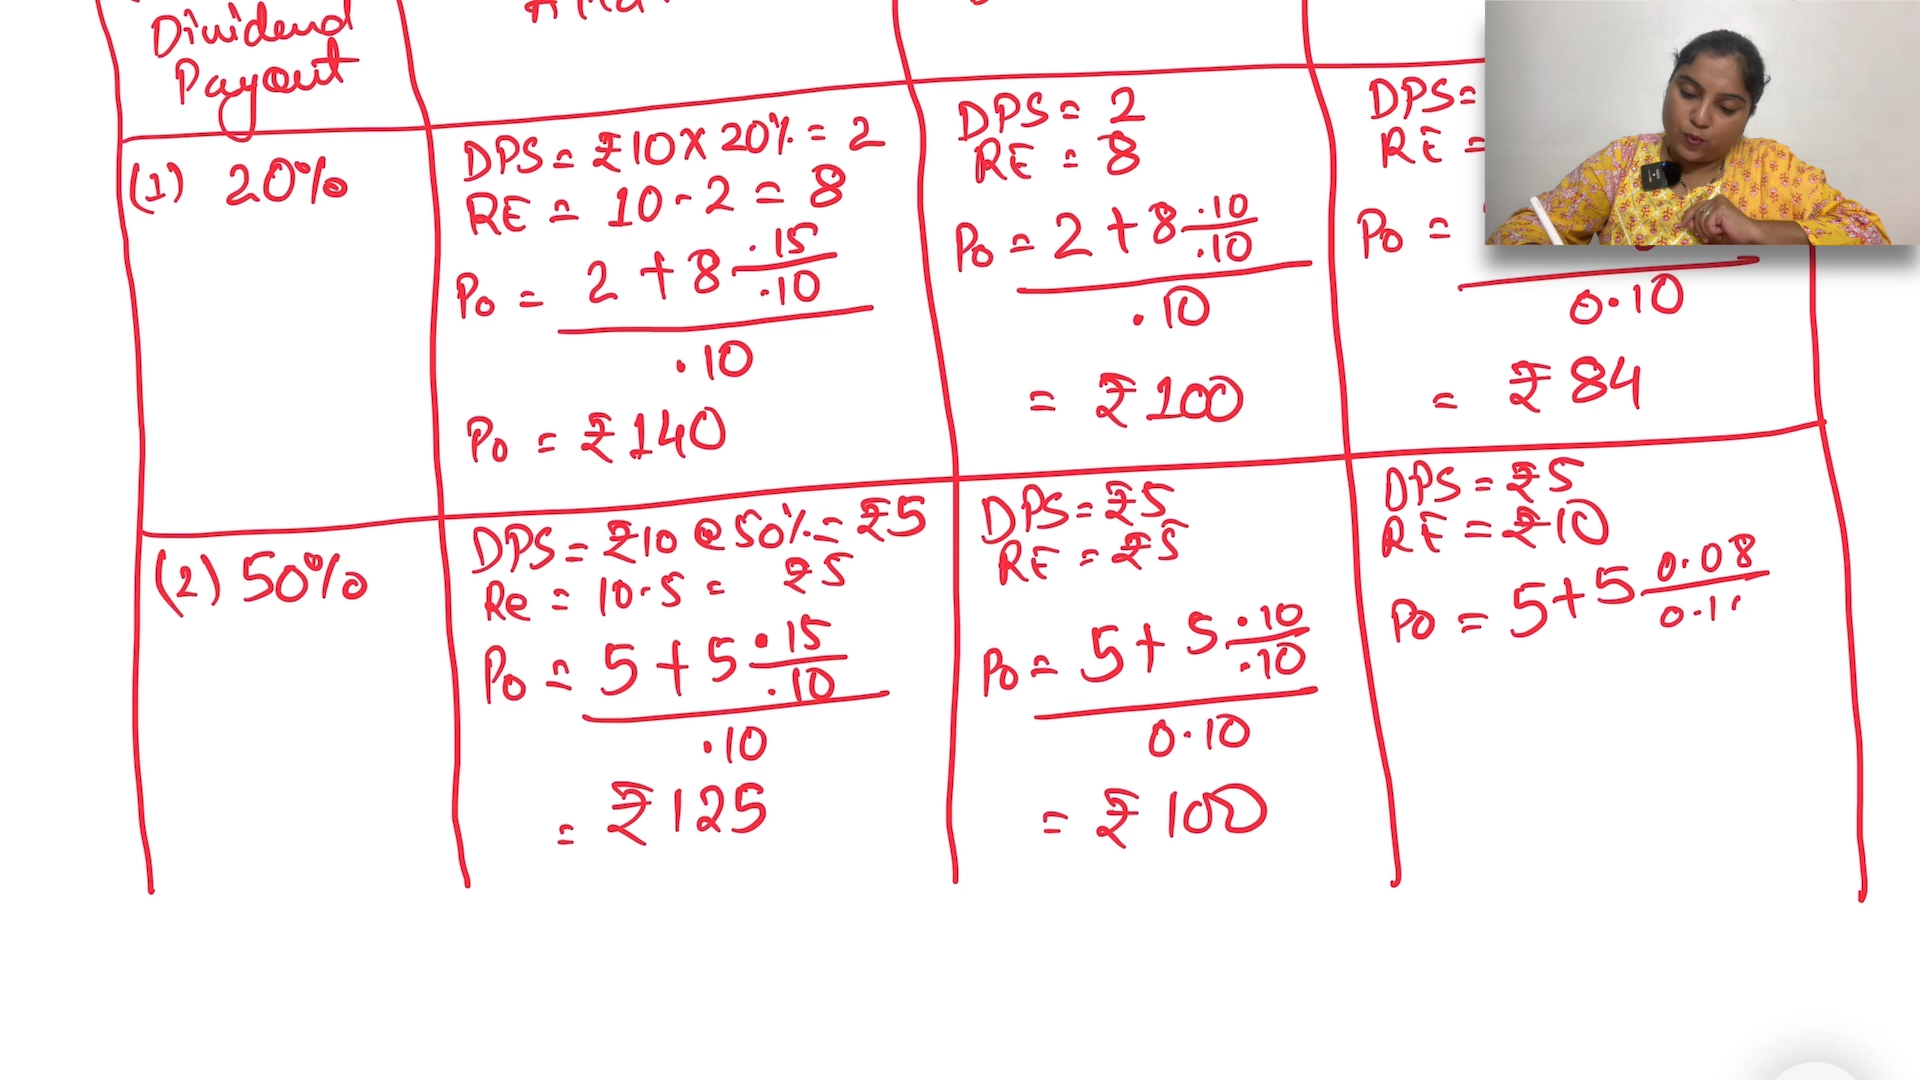 Dividend
Payout
(1) 20%
DPS = ₹10 x 20% = 2
RE = 10 - 2 = 8
Po = 2 + 8 .15
.10
.10
Po = ₹140
DPS = 2
RE = 8
Po = 2 + 8 .10
.10
.10
= ₹100
DPS =
RE =
Po =
0.10
= ₹84
(2) 50%
DPS = ₹10 @ 50% = ₹5
Re = 10 - 5 = ₹5
Po = 5 + 5 .15
.10
.10
= ₹125
DPS = ₹5
RE = ₹5
Po = 5 + 5 .10
.10
0.10
= ₹100
DPS = ₹5
RE = ₹10
Po = 5 + 5 0.08
0.1